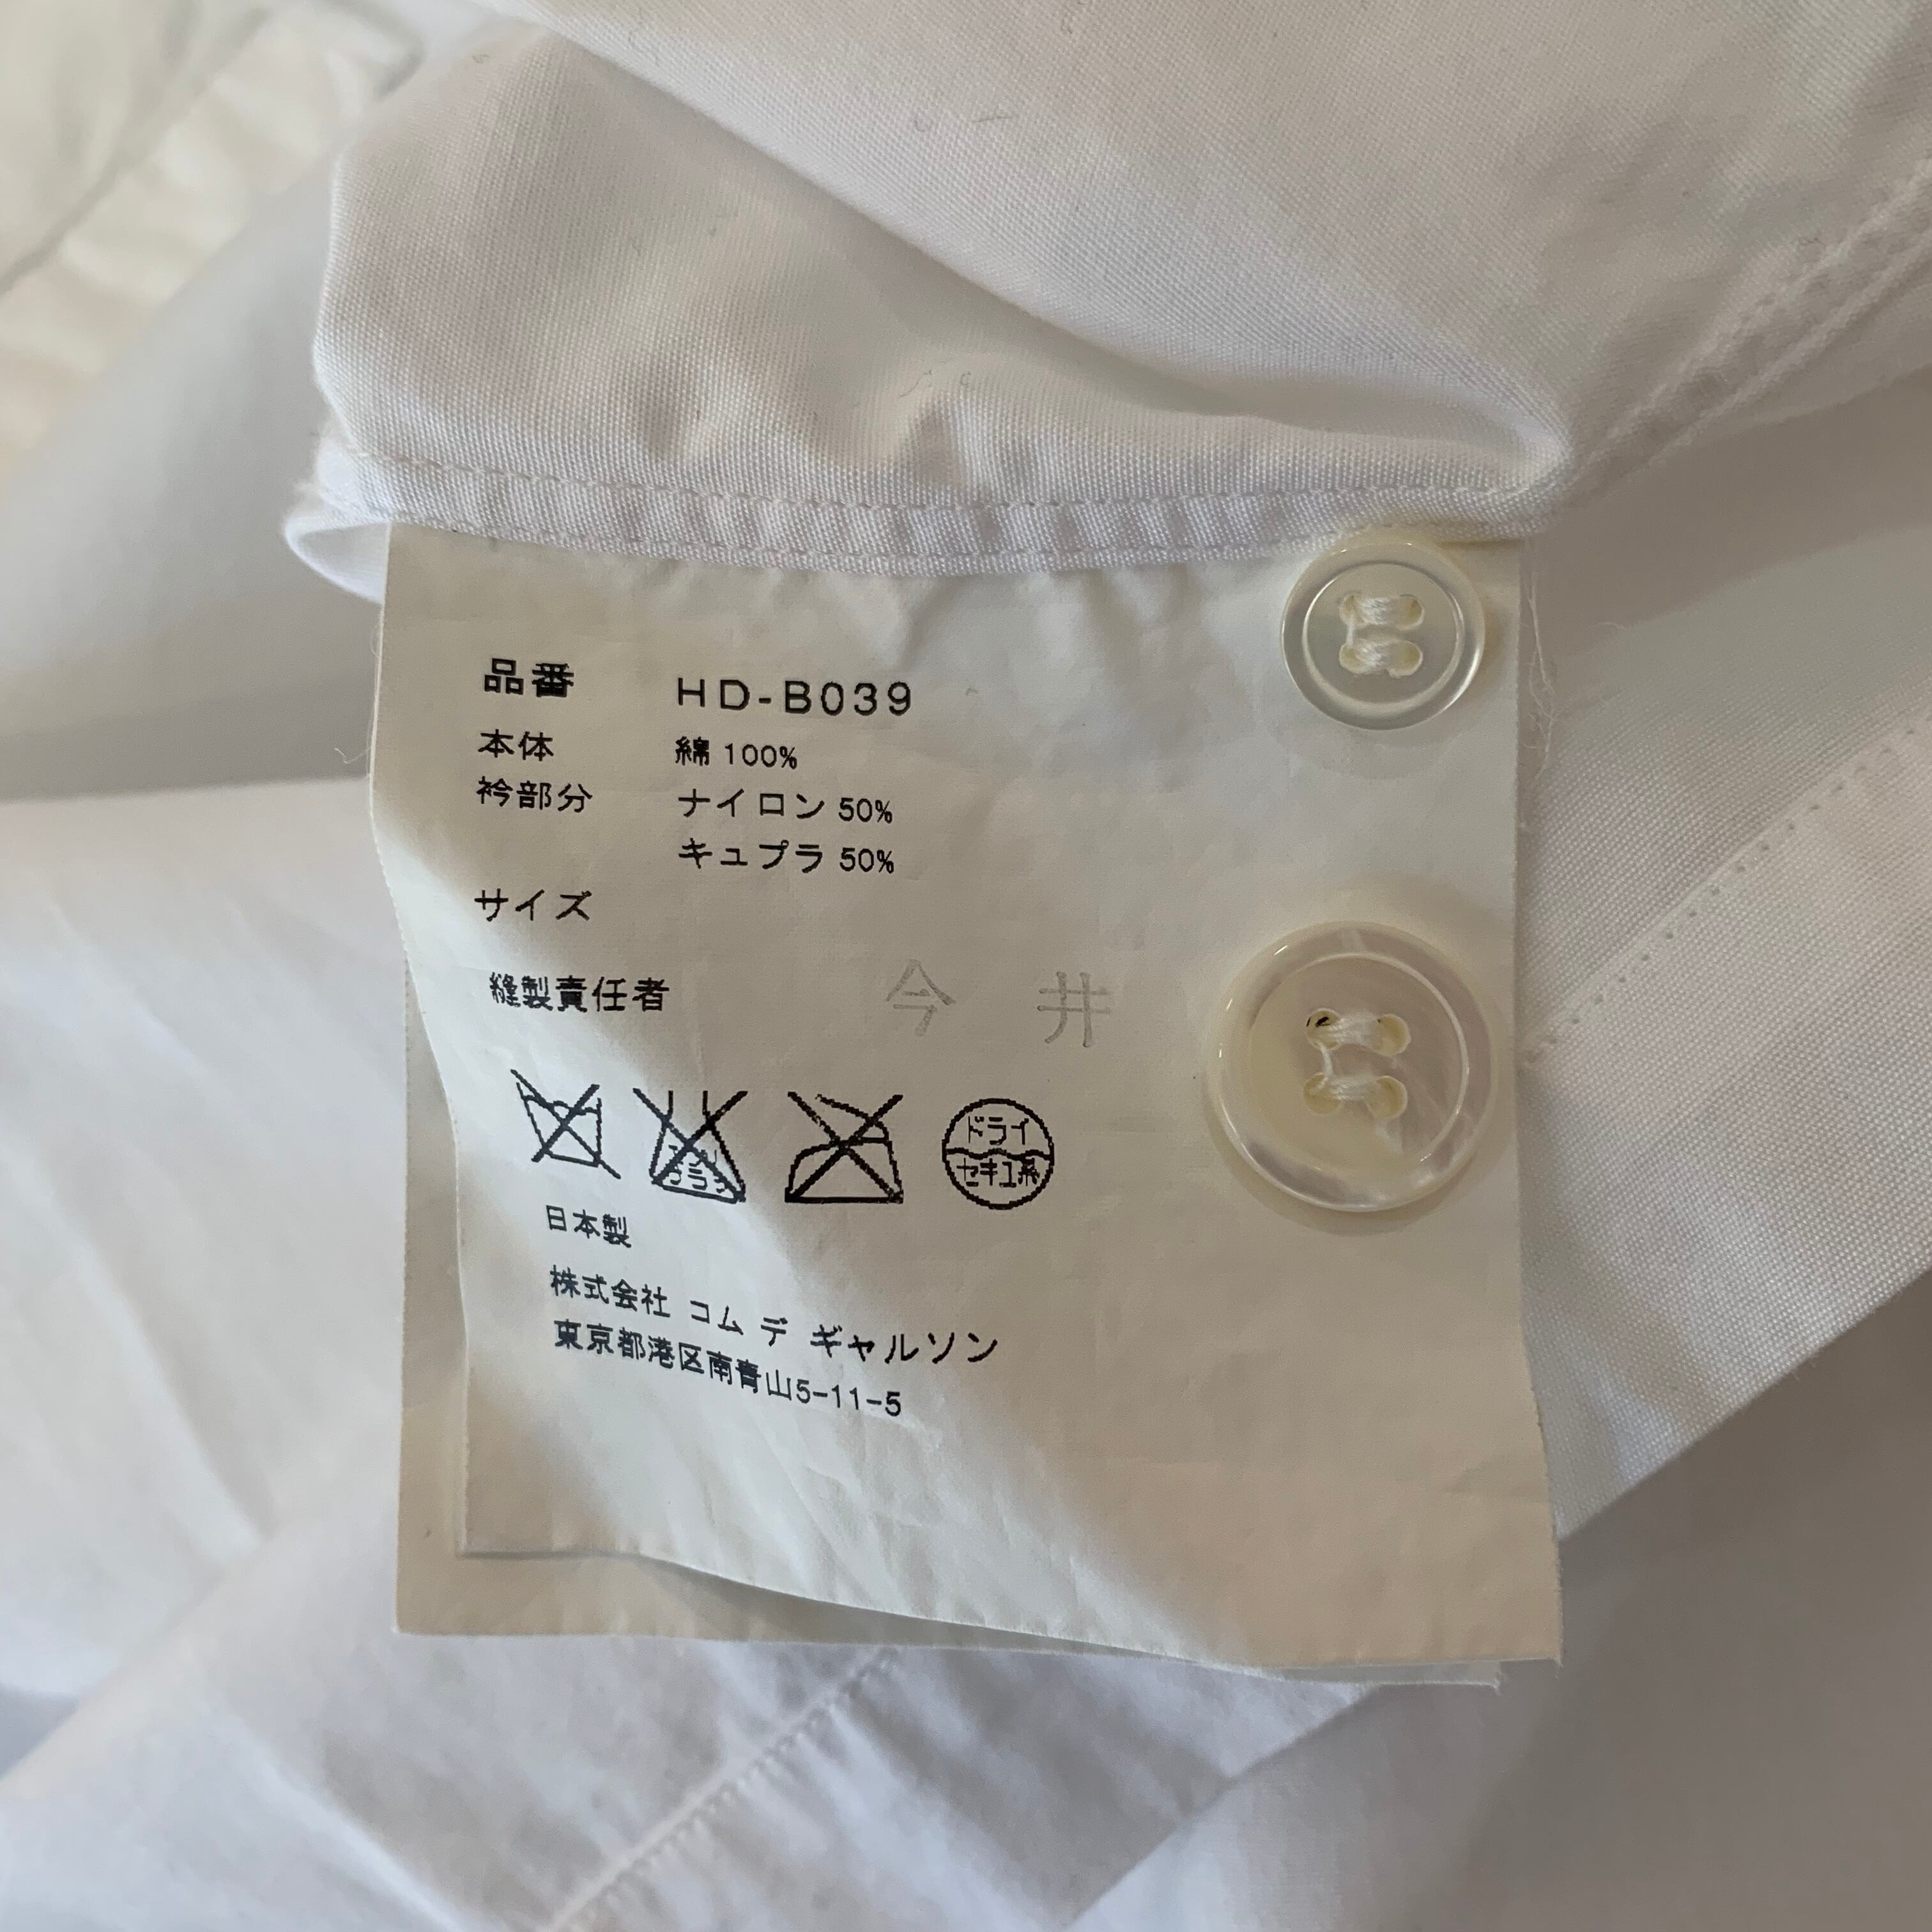 品番 HD-B039
本体 綿 100%
衿部分 ナイロン 50%
キュプラ 50%
サイズ
縫製責任者 今 井
ドライ
セキユ系
日本製
株式会社 コム デ ギャルソン
東京都港区南青山5-11-5